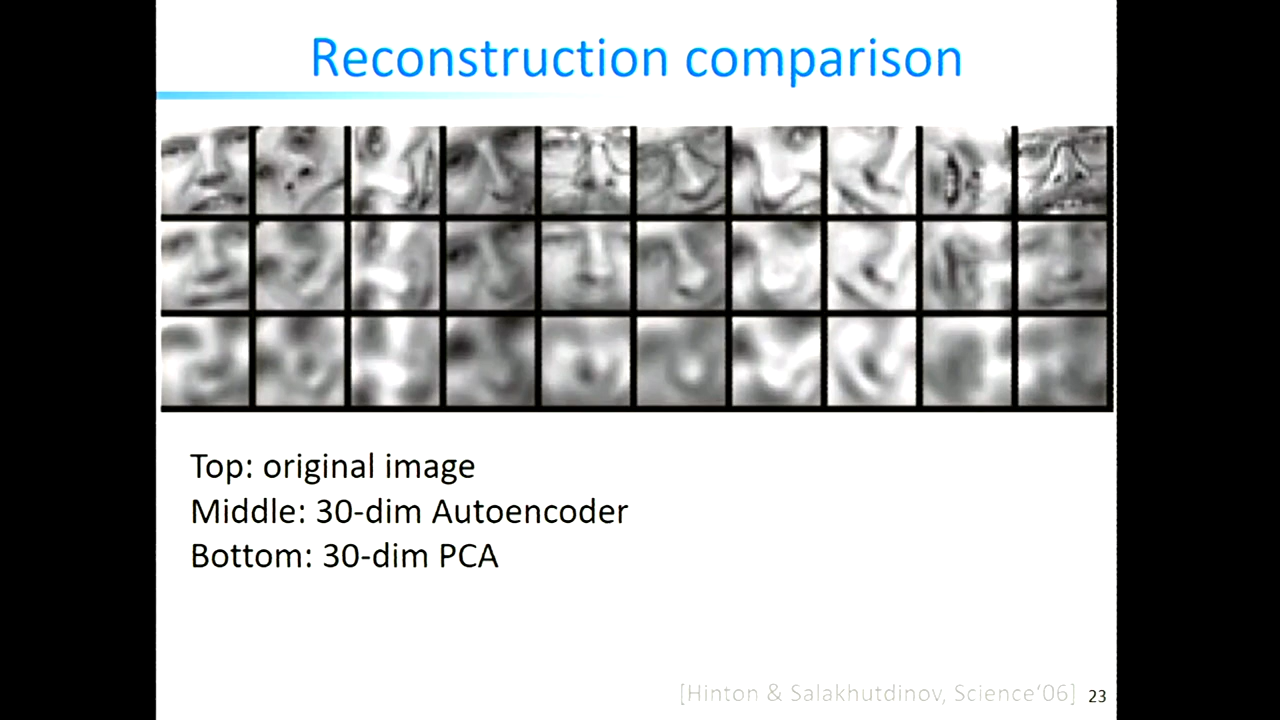 Reconstruction comparison
Top: original image
Middle: 30-dim Autoencoder
Bottom: 30-dim PCA
[Hinton & Salakhutdinov, Science‘06] 23